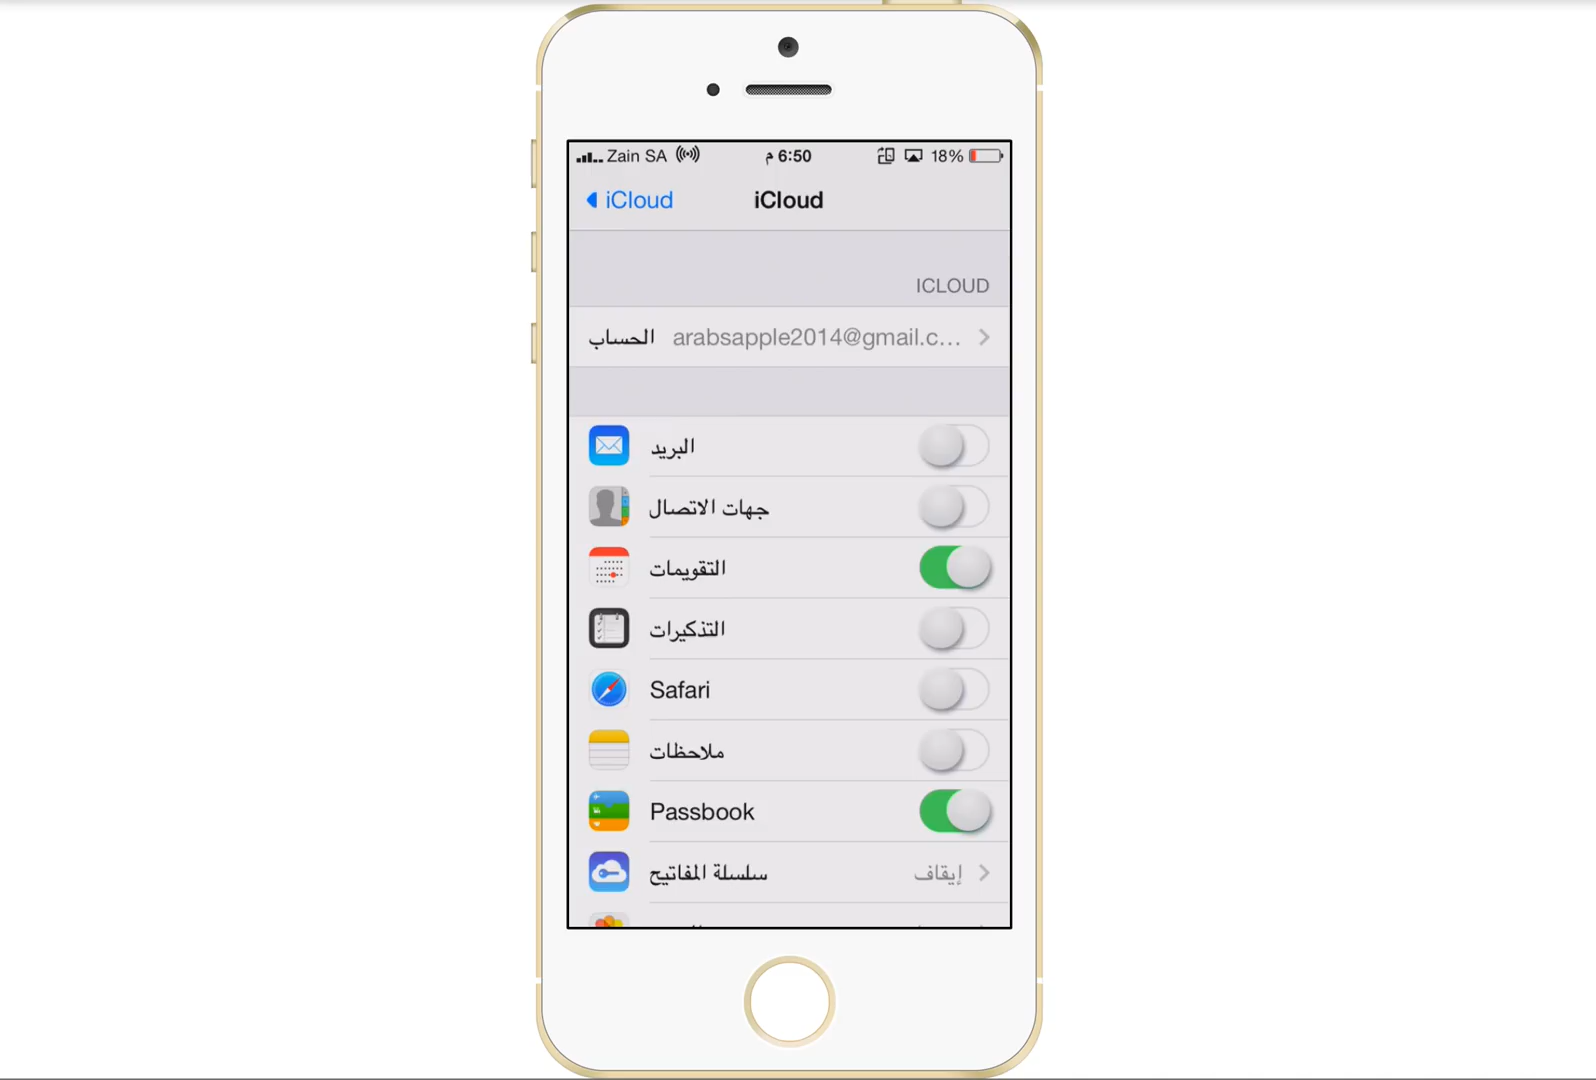 Zain SA 6:50 م 18%
iCloud iCloud
ICLOUD
الحساب arabsapple2014@gmail.c...
البريد
جهات الاتصال
التقويمات
التذكيرات
Safari
ملاحظات
Passbook
سلسلة المفاتيح إيقاف